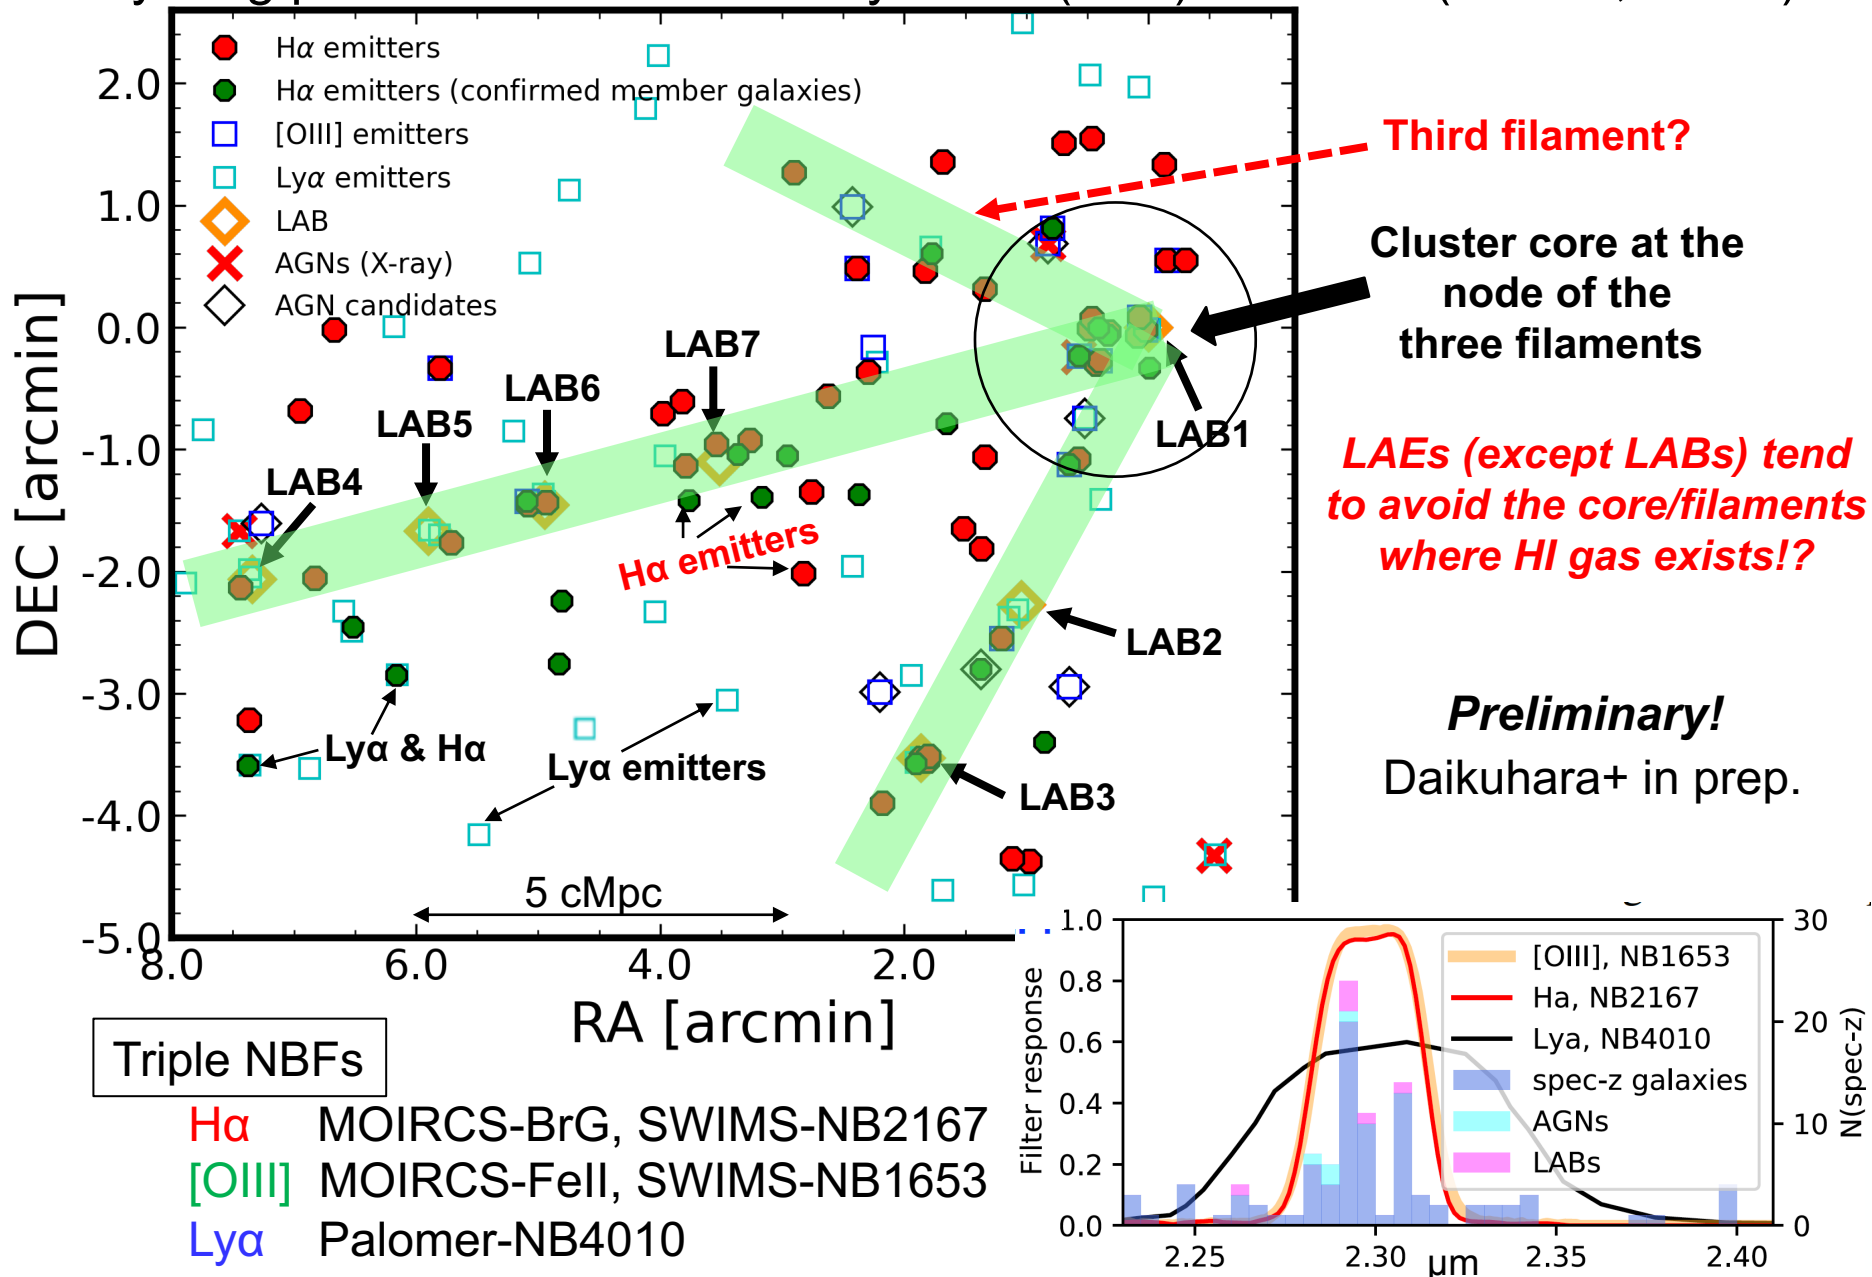 Hα emitters
Hα emitters (confirmed member galaxies)
[OIII] emitters
Lyα emitters
LAB
AGNs (X-ray)
AGN candidates
2.0
1.0
0.0
-1.0
-2.0
-3.0
-4.0
-5.0
DEC [arcmin]
8.0 6.0 4.0 2.0
RA [arcmin]
LAB7
LAB6
LAB5
LAB4
LAB1
LAB2
LAB3
Hα emitters
Lyα & Hα
Lyα emitters
5 cMpc
Third filament?
Cluster core at the
node of the
three filaments
LAEs (except LABs) tend
to avoid the core/filaments
where HI gas exists!?
Preliminary!
Daikuhara+ in prep.
Triple NBFs
Hα MOIRCS-BrG, SWIMS-NB2167
[OIII] MOIRCS-FeII, SWIMS-NB1653
Lyα Palomer-NB4010
1.0
0.8
0.6
0.4
0.2
0.0
Filter response
[OIII], NB1653
Ha, NB2167
Lya, NB4010
spec-z galaxies
AGNs
LABs
30
20
10
0
N(spec-z)
2.25 2.30 2.35 2.40
μm